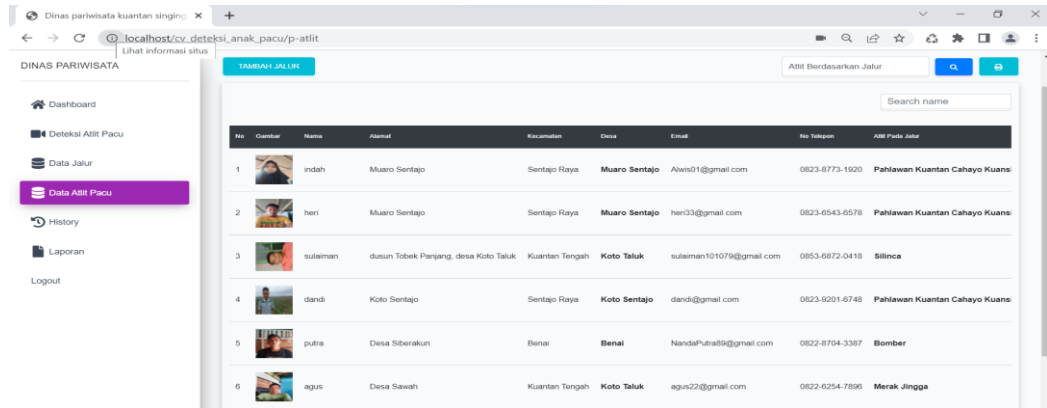 Dinas pariwisata kuantan singing
localhost/cv_deteksi_anak_pacu/p-atlit
Lihat informasi situs
DINAS PARIWISATA
Dashboard
Deteksi Atlit Pacu
Data Jalur
Data Atlit Pacu
History
Laporan
Logout
TAMBAH JALUR
Atlit Berdasarkan Jalur
Search name
No Gambar Nama Alamat Kecamatan Desa Email No Telepon Atlit Pada Jalur
1 indah Muaro Sentajo Sentajo Raya Muaro Sentajo Alwis01@gmail.com 0823-8773-1920 Pahlawan Kuantan Cahayo Kuansi
2 heri Muaro Sentajo Sentajo Raya Muaro Sentajo heri33@gmail.com 0823-6543-6578 Pahlawan Kuantan Cahayo Kuansi
3 sulaiman dusun Tobek Panjang, desa Koto Taluk Kuantan Tengah Koto Taluk sulaiman101079@gmail.com 0853-6872-0418 Silinca
4 dandi Koto Sentajo Sentajo Raya Koto Sentajo dandi@gmail.com 0823-9201-6748 Pahlawan Kuantan Cahayo Kuansi
5 putra Desa Siberakun Benai Benai NandaPutra89@gmail.com 0822-8704-3387 Bomber
6 agus Desa Sawah Kuantan Tengah Koto Taluk agus22@gmail.com 0822-6254-7896 Merak Jingga